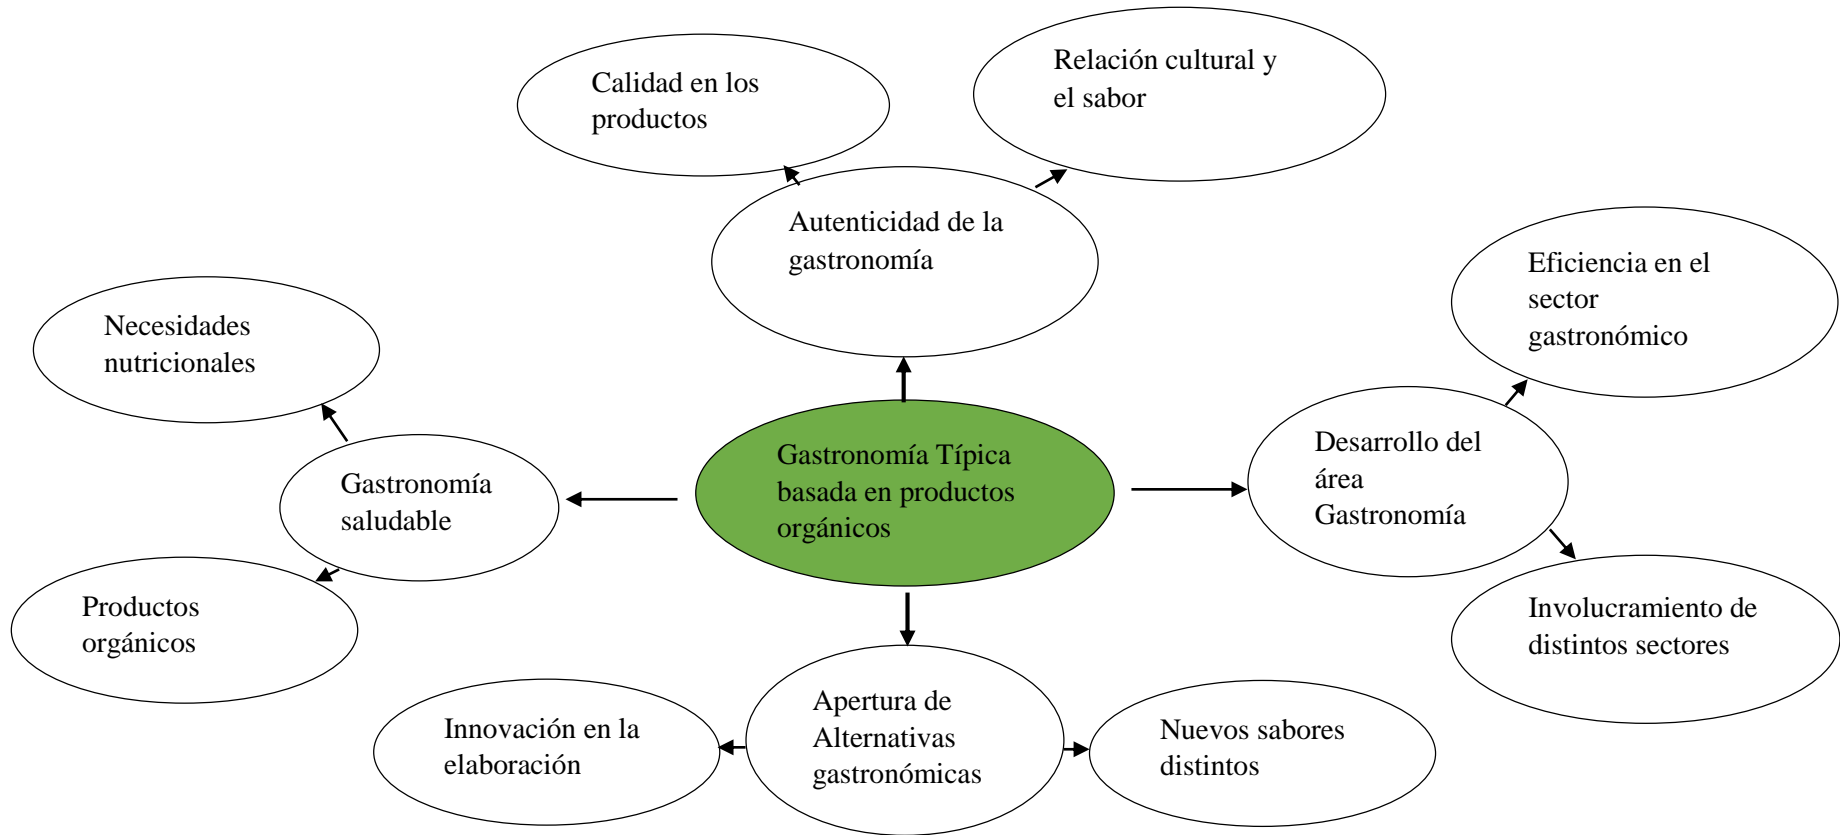 Relación cultural y
el sabor
Calidad en los
productos
Autenticidad de la
gastronomía
Eficiencia en el
sector
gastronómico
Necesidades
nutricionales
Gastronomía Típica
basada en productos
orgánicos
Desarrollo del
área
Gastronomía
Gastronomía
saludable
Productos
orgánicos
Involucramiento de
distintos sectores
Apertura de
Alternativas
gastronómicas
Innovación en la
elaboración
Nuevos sabores
distintos